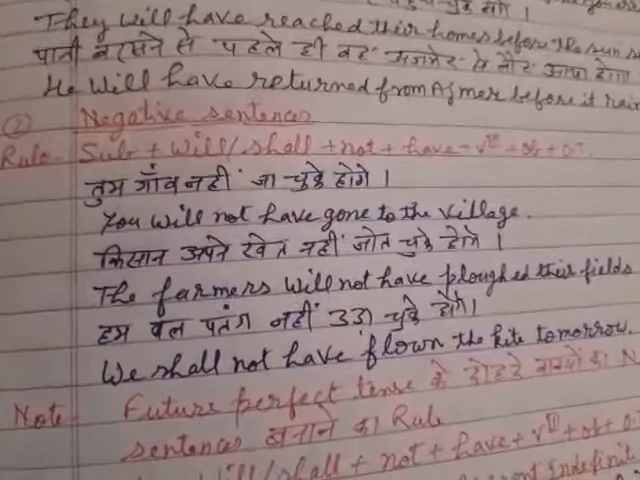 They will have reached their homes before the sun
पानी बरसने से पहले ही वह अजमेर से लौट आया होगा
He will have returned from Ajmer before it rai
② Negative sentences
Rule - Sub + will/shall + not + have + v III + ob + o.T.
तुम गाँव नहीं जा चुके होगे ।
You will not have gone to the village.
किसान अपने खेत नहीं जोत चुके होगे ।
The farmers will not have ploughed their fields
हम कल पतंग नहीं उड़ा चुके होगे।
We shall not have flown the kite tomorrow.
Note Future perfect tense के दोहरे वाक्यों का N
sentences बनाने का Rule
will/shall + not + have + v III + ob + o.
Indefinit